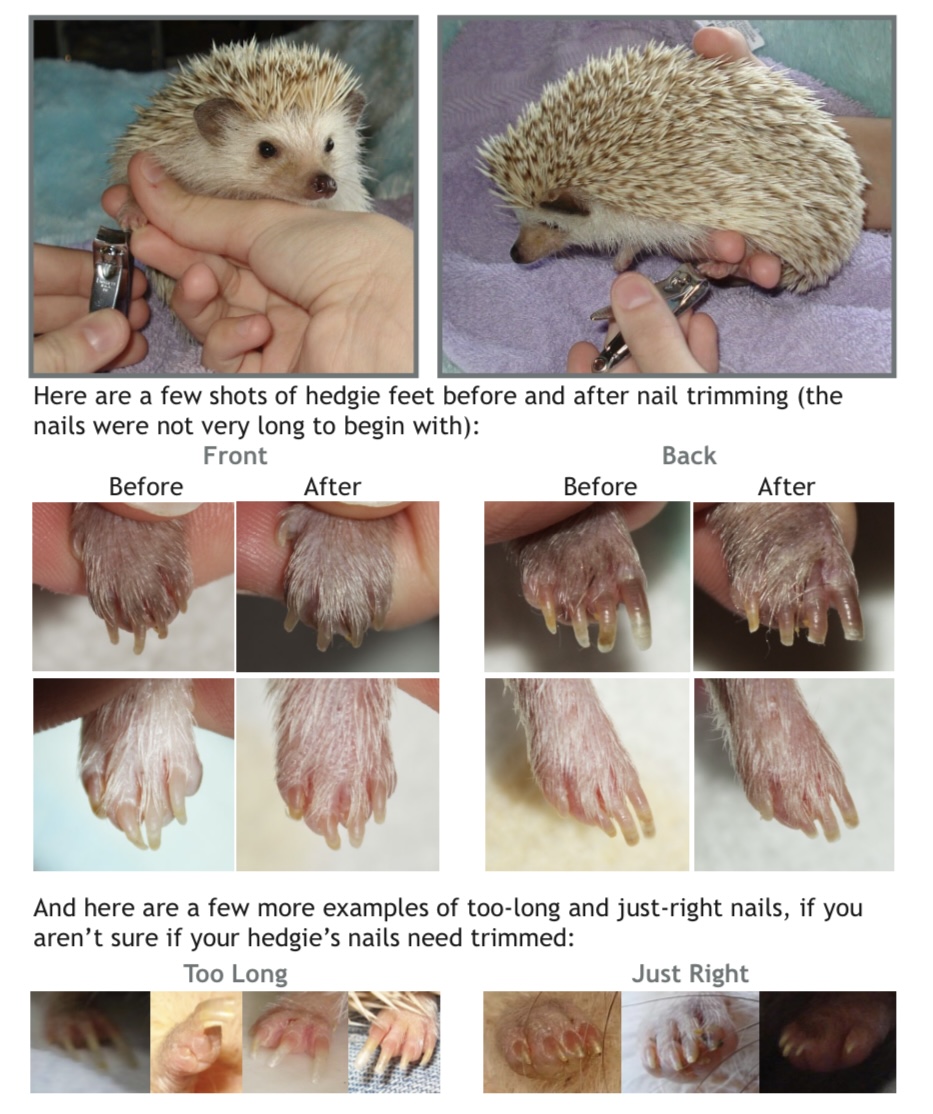 Here are a few shots of hedgie feet before and after nail trimming (the
nails were not very long to begin with):
Front
Back
Before
After
Before
After
And here are a few more examples of too-long and just-right nails, if you
aren't sure if your hedgie's nails need trimmed:
Too Long
Just Right